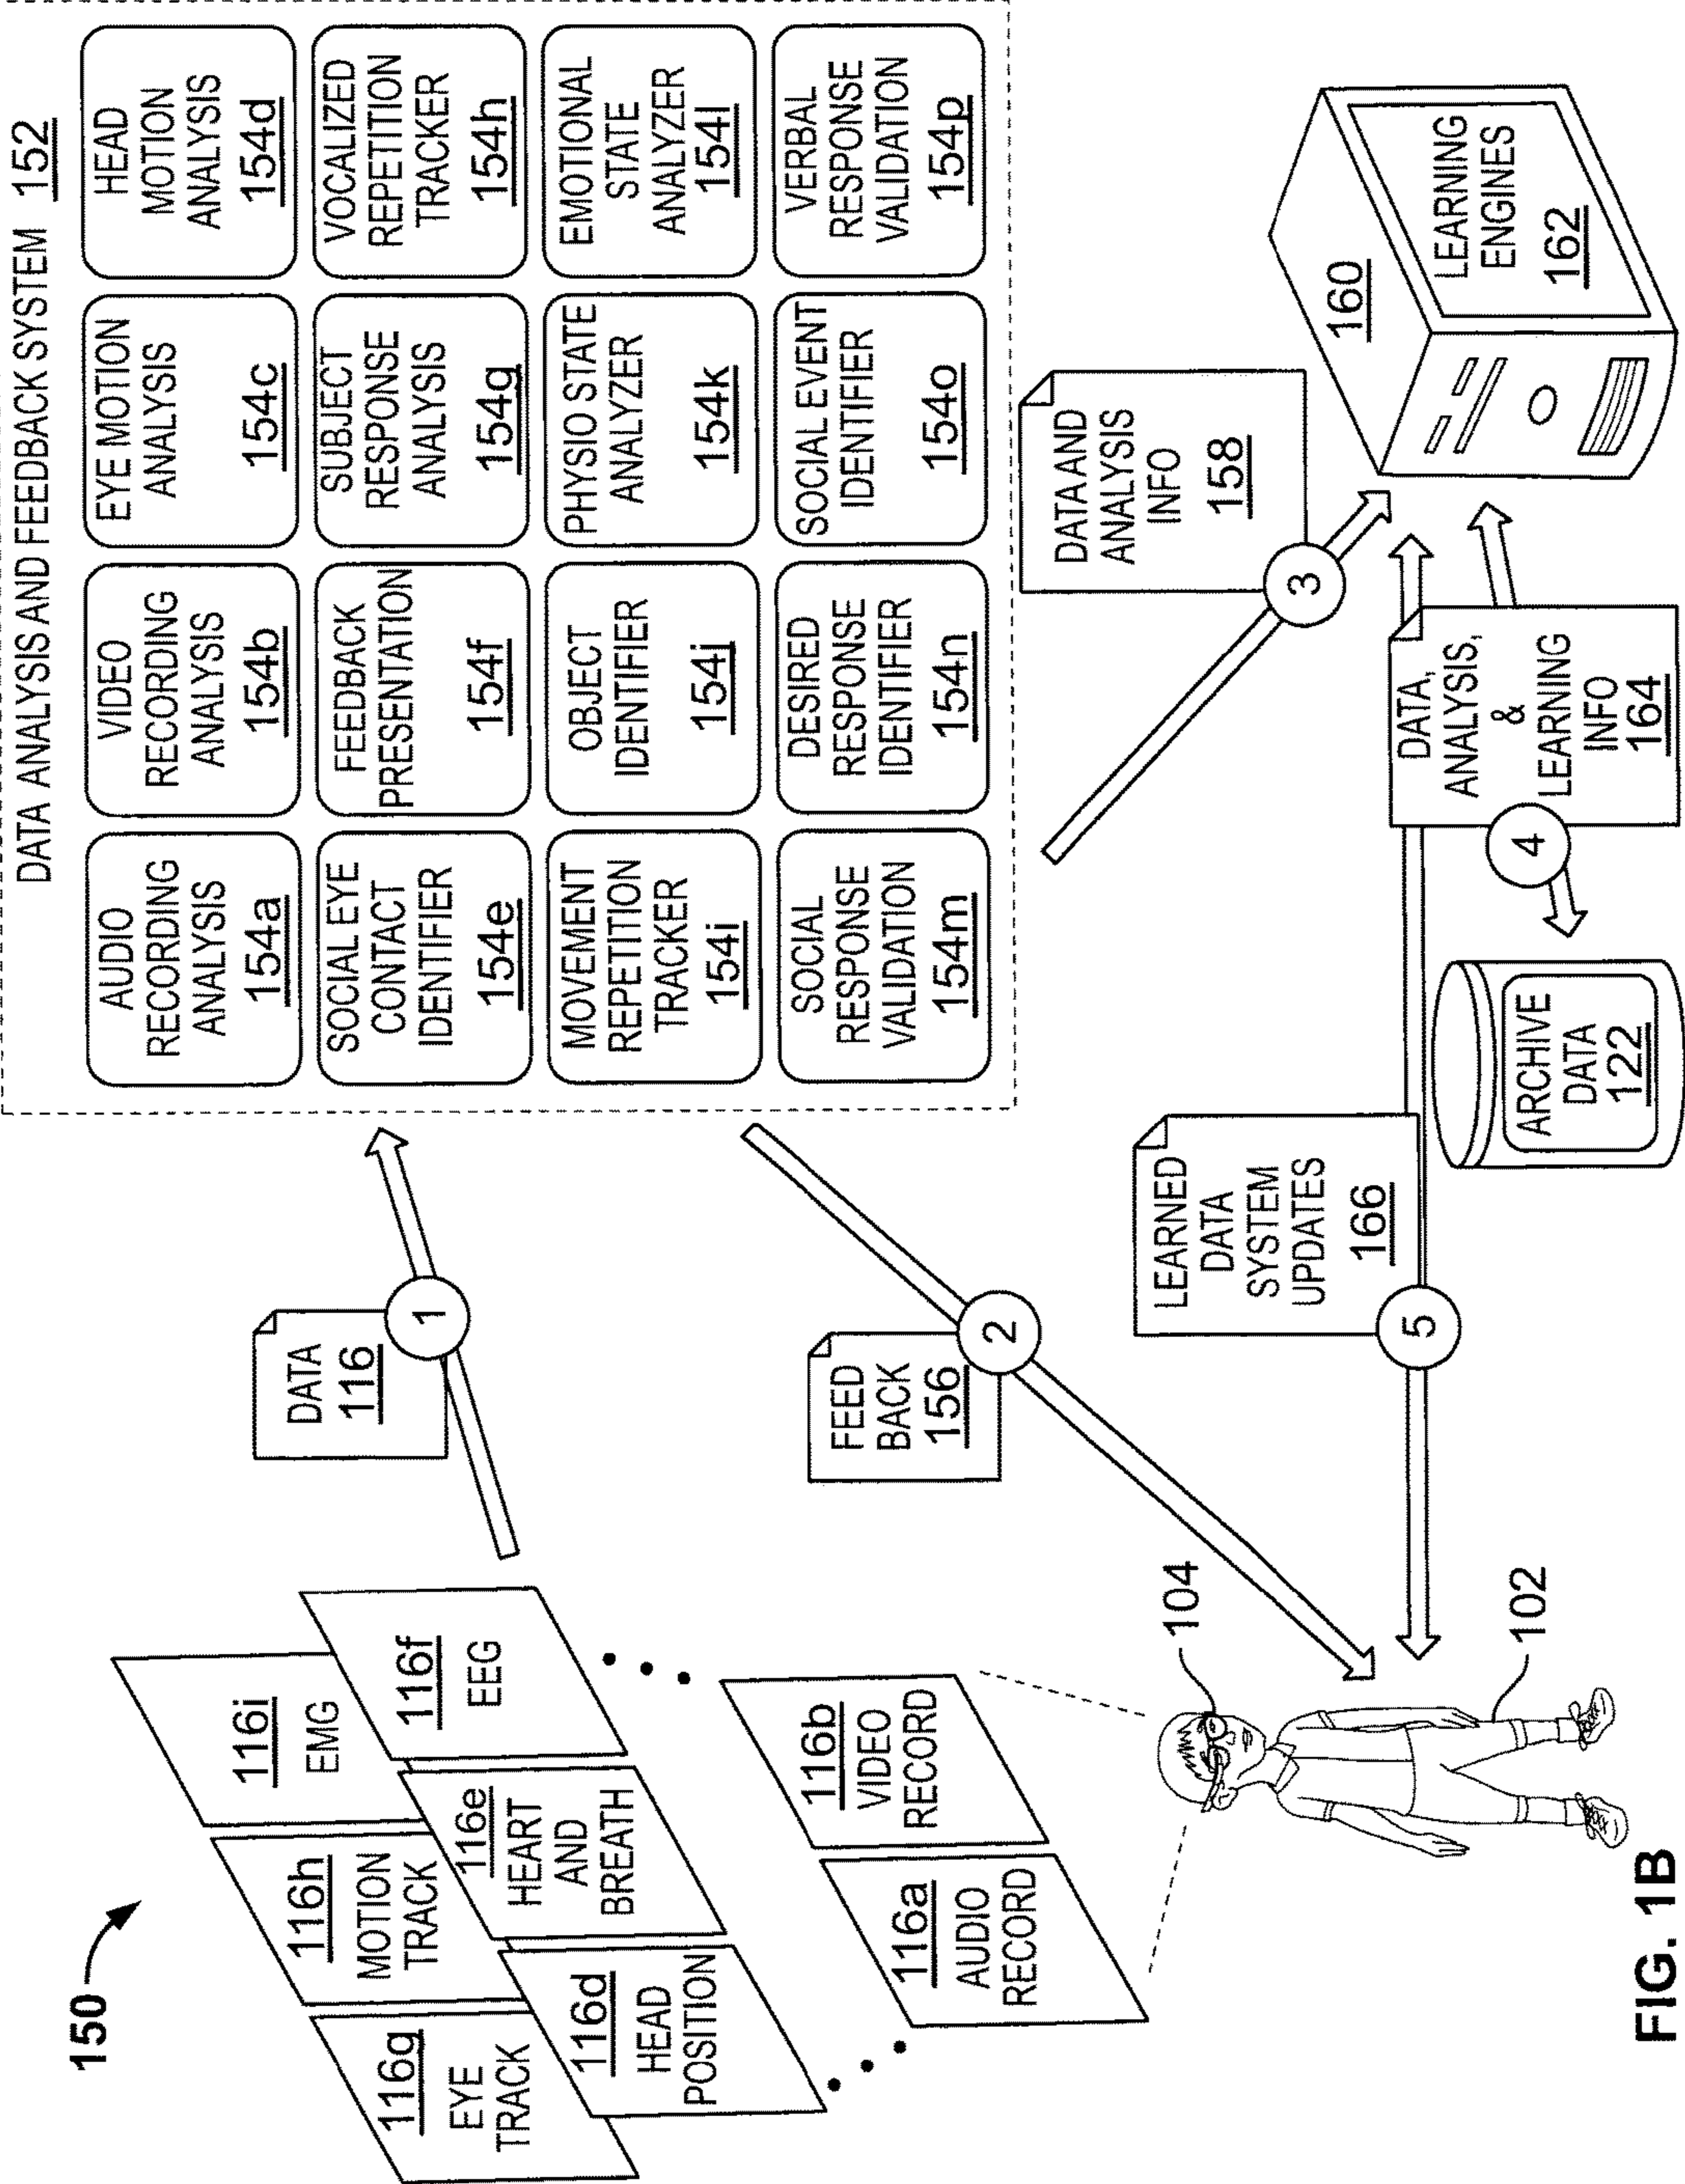 150
116i
EMG
116f
EEG
116h
MOTION
TRACK
116e
HEART
AND
BREATH
116g
EYE
TRACK
116d
HEAD
POSITION
116b
VIDEO
RECORD
116a
AUDIO
RECORD
104
102
DATA
116
1
FEED
BACK
156
2
LEARNED
DATA
SYSTEM
UPDATES
166
5
DATA ANALYSIS AND FEEDBACK SYSTEM 152
AUDIO
RECORDING
ANALYSIS
154a
VIDEO
RECORDING
ANALYSIS
154b
EYE MOTION
ANALYSIS
154c
HEAD
MOTION
ANALYSIS
154d
SOCIAL EYE
CONTACT
IDENTIFIER
154e
FEEDBACK
PRESENTATION
154f
SUBJECT
RESPONSE
ANALYSIS
154g
VOCALIZED
REPETITION
TRACKER
154h
MOVEMENT
REPETITION
TRACKER
154i
OBJECT
IDENTIFIER
154j
PHYSIO STATE
ANALYZER
154k
EMOTIONAL
STATE
ANALYZER
154l
SOCIAL
RESPONSE
VALIDATION
154m
DESIRED
RESPONSE
IDENTIFIER
154n
SOCIAL EVENT
IDENTIFIER
154o
VERBAL
RESPONSE
VALIDATION
154p
DATA AND
ANALYSIS
INFO
158
3
160
LEARNING
ENGINES
162
DATA,
ANALYSIS,
&
LEARNING
INFO
164
4
ARCHIVE
DATA
122
FIG. 1B